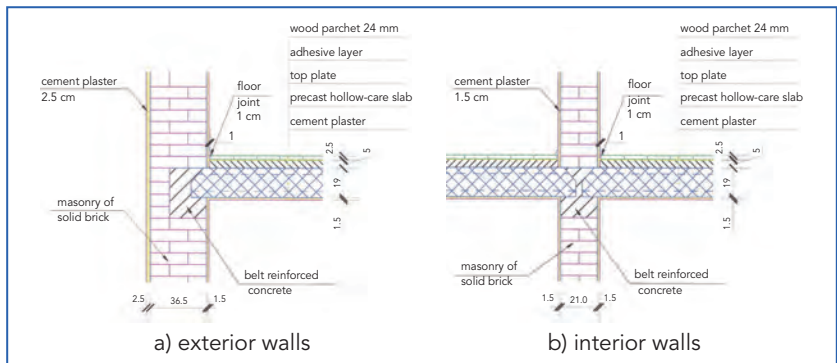 wood parchet 24 mm
adhesive layer
top plate
precast hollow-care slab
cement plaster
cement plaster
2.5 cm
floor
joint
1 cm
1
2.5
5
19
1.5
masonry of
solid brick
belt reinforced
concrete
2.5
36.5
1.5
a) exterior walls
wood parchet 24 mm
adhesive layer
top plate
precast hollow-care slab
cement plaster
cement plaster
1.5 cm
floor
joint
1 cm
1
2.5
5
19
1.5
masonry of
solid brick
belt reinforced
concrete
1.5
21.0
1.5
b) interior walls